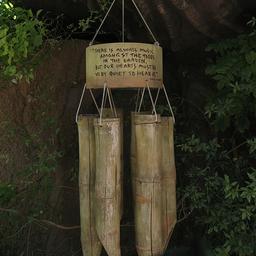 "THERE IS ALWAYS MUSIC
AMONGST THE TREES
IN THE GARDEN,
BUT OUR HEARTS MUST BE
VERY QUIET TO HEAR IT"